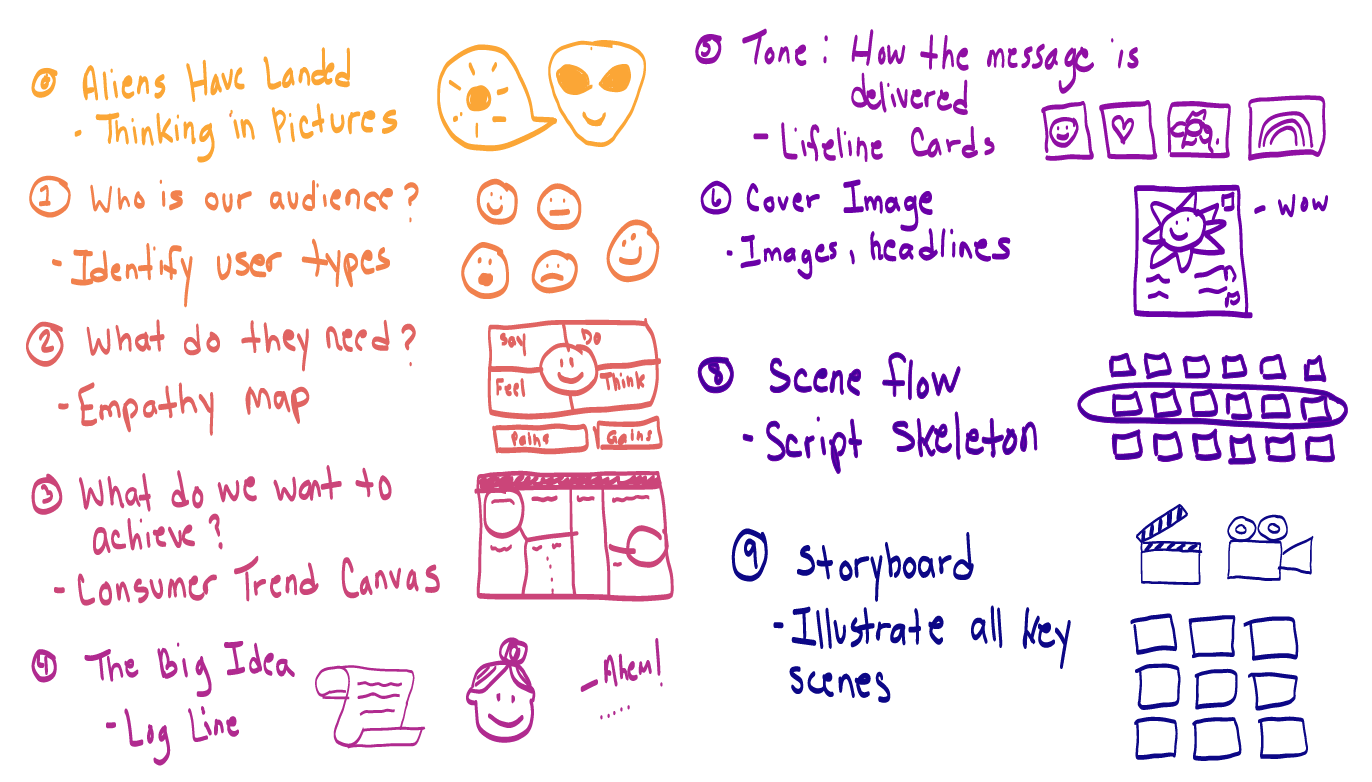 0 Aliens Have Landed
- Thinking in Pictures
1 Who is our audience?
- Identify user types
2 What do they need?
- Empathy Map
Say Do
Feel Think
Pains Gains
3 What do we want to
achieve?
- Consumer Trend Canvas
4 The Big Idea
- Log Line
- Ahem!
5 Tone: How the message is
delivered
- Lifeline Cards
6 Cover Image
- Images, headlines
- Wow
8 Scene flow
- Script Skeleton
9 Storyboard
- Illustrate all key
scenes